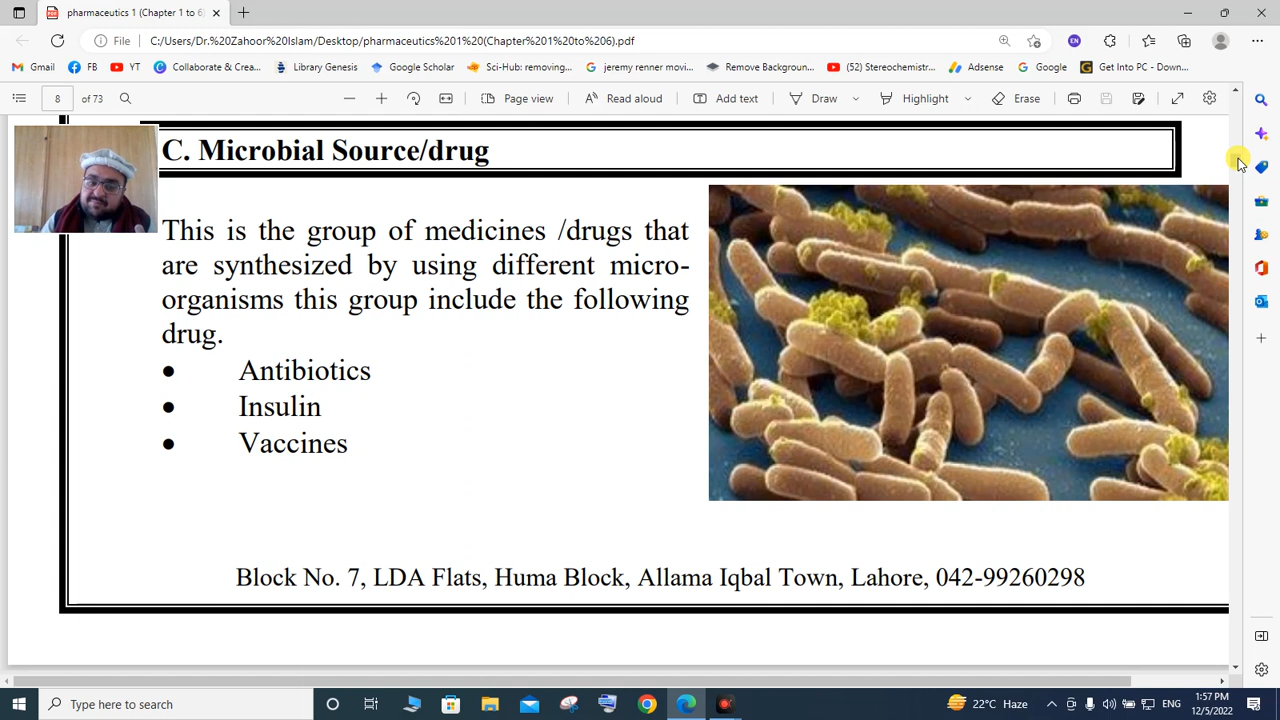 pharmaceutics 1 (Chapter 1 to 6)
File C:/Users/Dr.%20Zahoor%20Islam/Desktop/pharmaceutics%201%20(Chapter%201%20to%206).pdf
Gmail FB YT Collaborate & Crea... Library Genesis Google Scholar Sci-Hub: removing... jeremy renner movi... Remove Backgroun... (52) Stereochemistr... Adsense Google Get Into PC - Down...
8 of 73 Page view Read aloud Add text Draw Highlight Erase
C. Microbial Source/drug
This is the group of medicines /drugs that
are synthesized by using different micro-
organisms this group include the following
drug.
• Antibiotics
• Insulin
• Vaccines
Block No. 7, LDA Flats, Huma Block, Allama Iqbal Town, Lahore, 042-99260298
Type here to search
22°C Haze
ENG
1:57 PM
12/5/2022